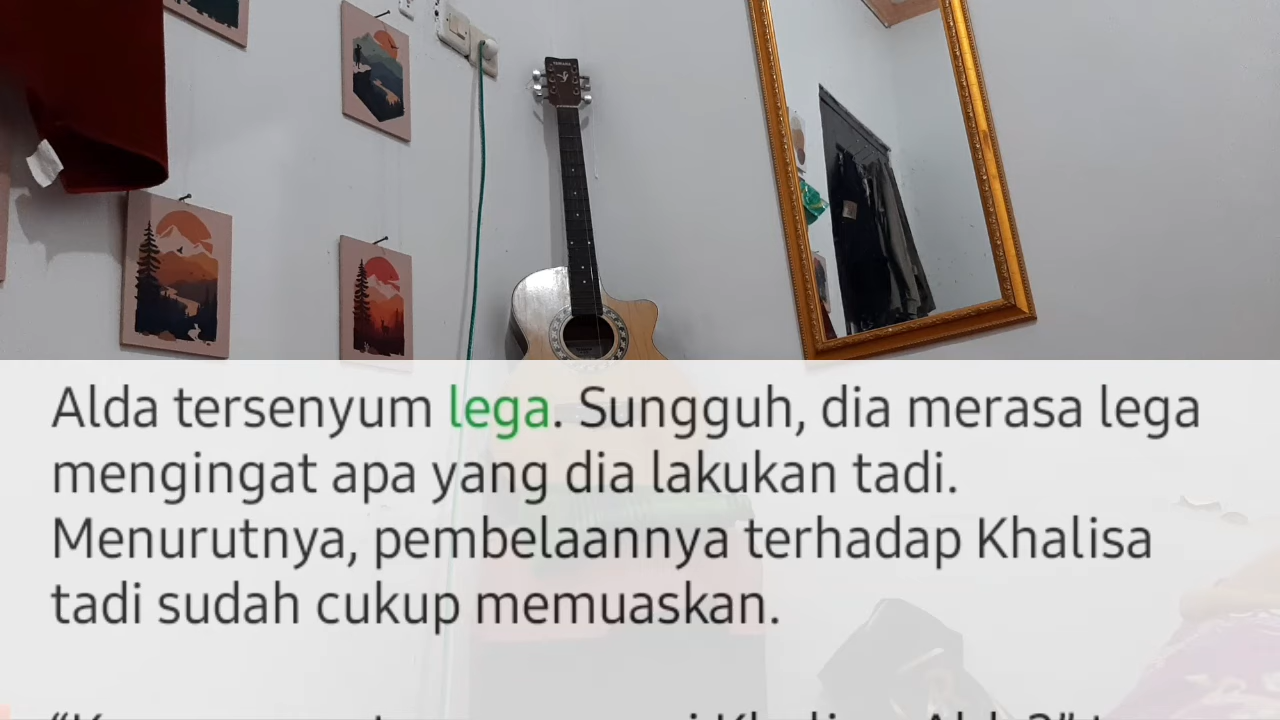 Alda tersenyum lega. Sungguh, dia merasa lega
mengingat apa yang dia lakukan tadi.
Menurutnya, pembelaannya terhadap Khalisa
tadi sudah cukup memuaskan.